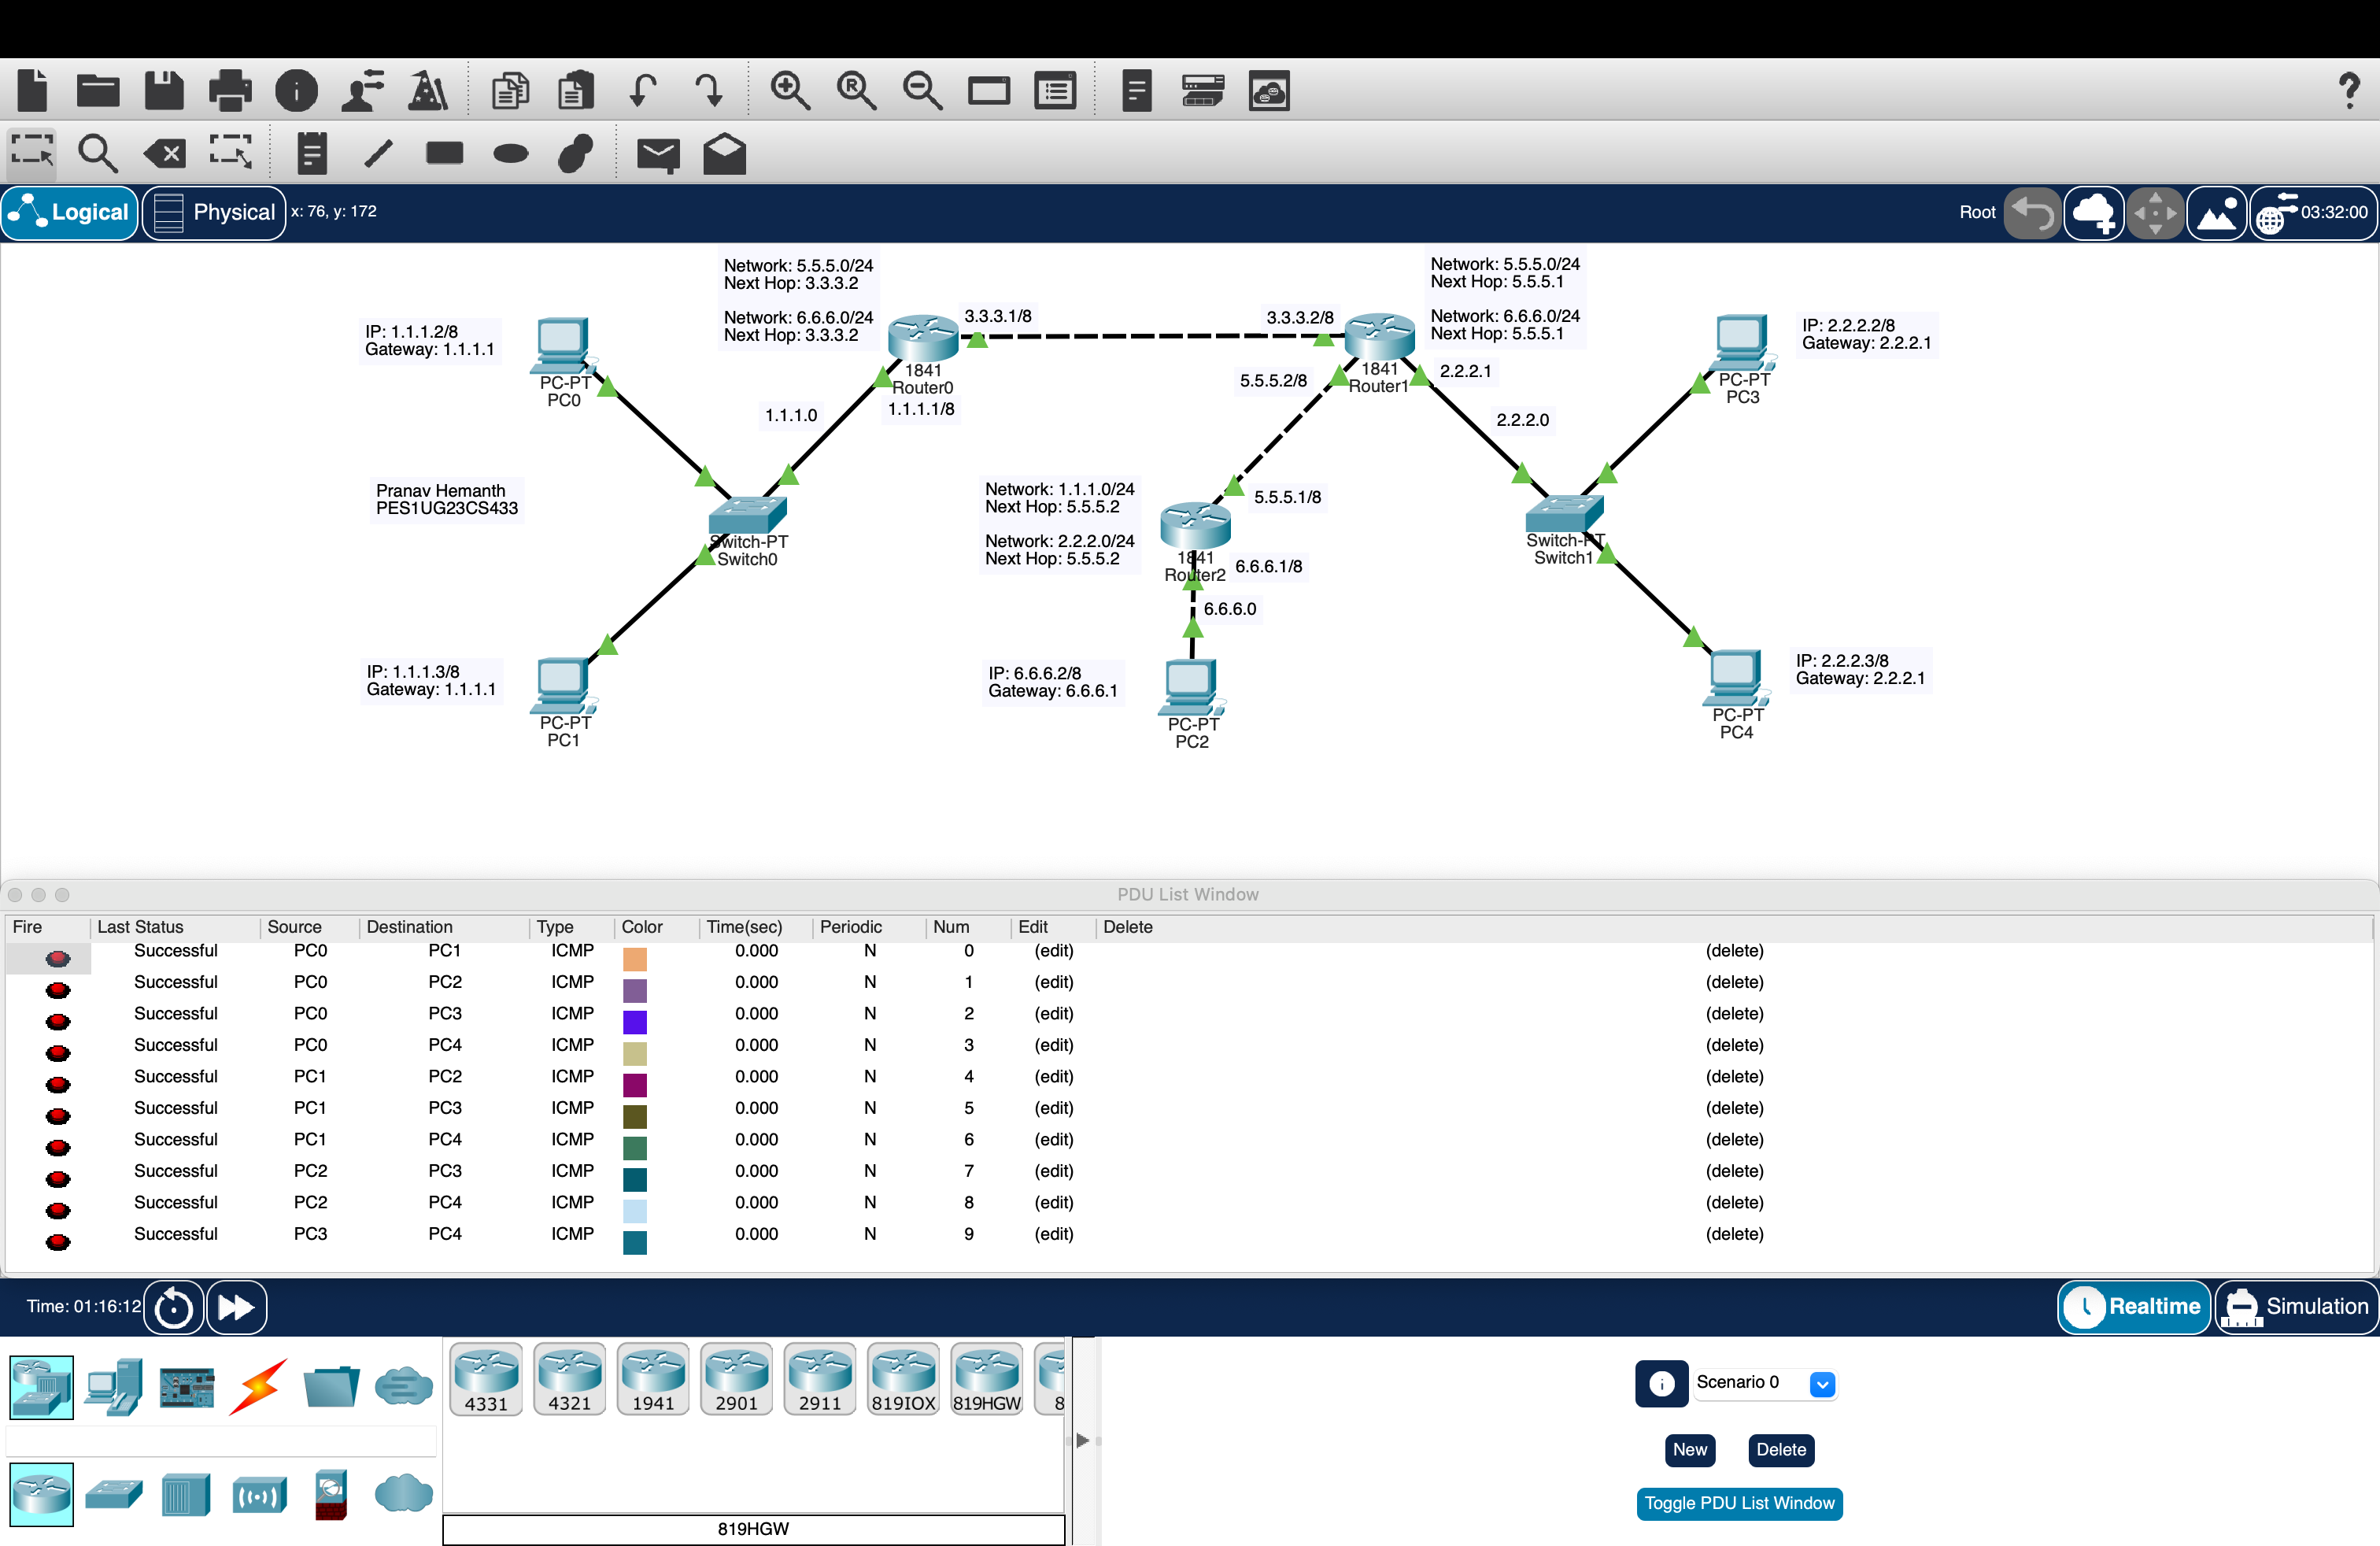 Logical
Physical
x: 76, y: 172
Root
03:32:00
Network: 5.5.5.0/24
Next Hop: 3.3.3.2
Network: 6.6.6.0/24
Next Hop: 3.3.3.2
3.3.3.1/8
3.3.3.2/8
Network: 5.5.5.0/24
Next Hop: 5.5.5.1
Network: 6.6.6.0/24
Next Hop: 5.5.5.1
IP: 1.1.1.2/8
Gateway: 1.1.1.1
PC-PT
PC0
1841
Router0
1.1.1.1/8
1.1.1.0
1841
Router1
5.5.5.2/8
2.2.2.1
2.2.2.0
IP: 2.2.2.2/8
Gateway: 2.2.2.1
PC-PT
PC3
Pranav Hemanth
PES1UG23CS433
Switch-PT
Switch0
Network: 1.1.1.0/24
Next Hop: 5.5.5.2
Network: 2.2.2.0/24
Next Hop: 5.5.5.2
5.5.5.1/8
1841
Router2
6.6.6.1/8
6.6.6.0
Switch-PT
Switch1
IP: 1.1.1.3/8
Gateway: 1.1.1.1
PC-PT
PC1
IP: 6.6.6.2/8
Gateway: 6.6.6.1
PC-PT
PC2
IP: 2.2.2.3/8
Gateway: 2.2.2.1
PC-PT
PC4
PDU List Window
Fire Last Status Source Destination Type Color Time(sec) Periodic Num Edit Delete
Successful PC0 PC1 ICMP 0.000 N 0 (edit) (delete)
Successful PC0 PC2 ICMP 0.000 N 1 (edit) (delete)
Successful PC0 PC3 ICMP 0.000 N 2 (edit) (delete)
Successful PC0 PC4 ICMP 0.000 N 3 (edit) (delete)
Successful PC1 PC2 ICMP 0.000 N 4 (edit) (delete)
Successful PC1 PC3 ICMP 0.000 N 5 (edit) (delete)
Successful PC1 PC4 ICMP 0.000 N 6 (edit) (delete)
Successful PC2 PC3 ICMP 0.000 N 7 (edit) (delete)
Successful PC2 PC4 ICMP 0.000 N 8 (edit) (delete)
Successful PC3 PC4 ICMP 0.000 N 9 (edit) (delete)
Time: 01:16:12
Realtime
Simulation
4331 4321 1941 2901 2911 819IOX 819HGW 8
819HGW
Scenario 0
New
Delete
Toggle PDU List Window